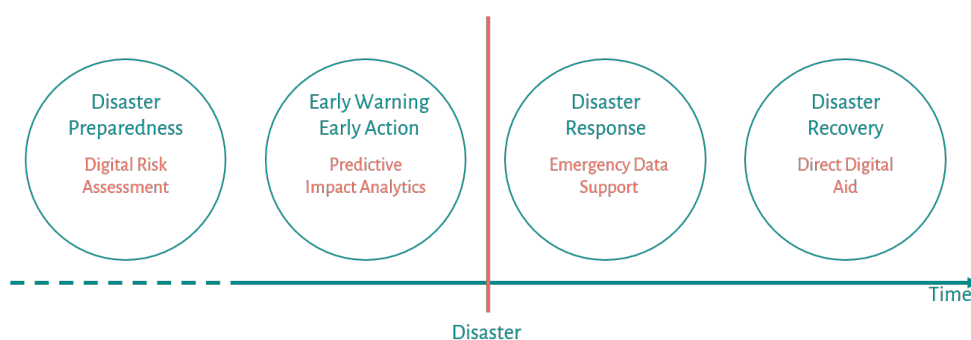 Disaster
Preparedness
Digital Risk
Assessment
Early Warning
Early Action
Predictive
Impact Analytics
Disaster
Response
Emergency Data
Support
Disaster
Recovery
Direct Digital
Aid
Time
Disaster